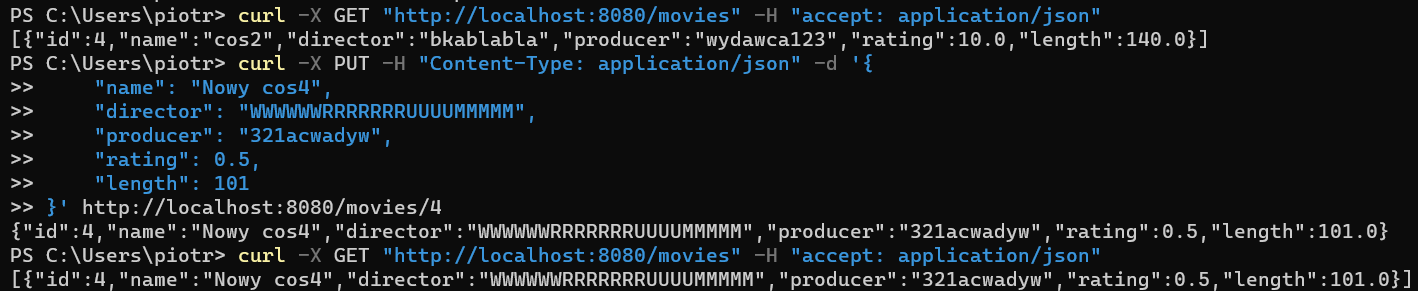 PS C:\Users\piotr> curl -X GET "http://localhost:8080/movies" -H "accept: application/json"
[{"id":4,"name":"cos2","director":"bkablabla","producer":"wydawca123","rating":10.0,"length":140.0}]
PS C:\Users\piotr> curl -X PUT -H "Content-Type: application/json" -d '{
>>     "name": "Nowy cos4",
>>     "director": "WWWWWWRRRRRRRUUUUMMMMM",
>>     "producer": "321acwadyw",
>>     "rating": 0.5,
>>     "length": 101
>> }' http://localhost:8080/movies/4
{"id":4,"name":"Nowy cos4","director":"WWWWWWRRRRRRRUUUUMMMMM","producer":"321acwadyw","rating":0.5,"length":101.0}
PS C:\Users\piotr> curl -X GET "http://localhost:8080/movies" -H "accept: application/json"
[{"id":4,"name":"Nowy cos4","director":"WWWWWWRRRRRRRUUUUMMMMM","producer":"321acwadyw","rating":0.5,"length":101.0}]